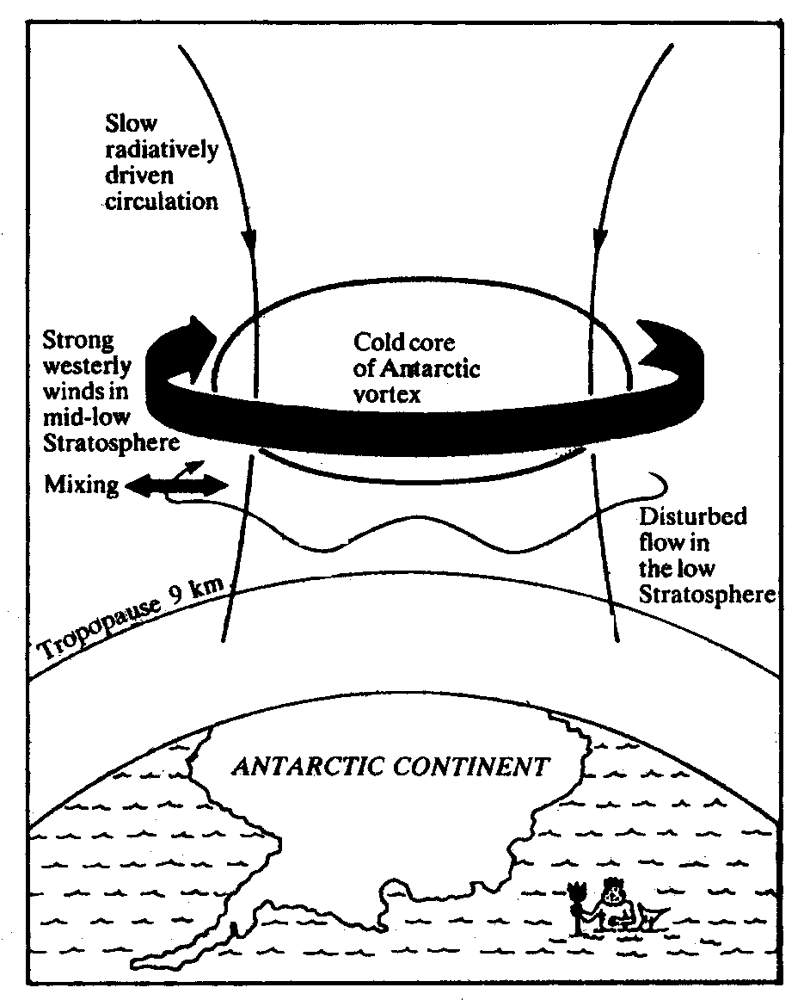 Slow
radiatively
driven
circulation
Strong
westerly
winds in
mid-low
Stratosphere
Cold core
of Antarctic
vortex
Mixing
Disturbed
flow in
the low
Stratosphere
Tropopause 9 km
ANTARCTIC CONTINENT